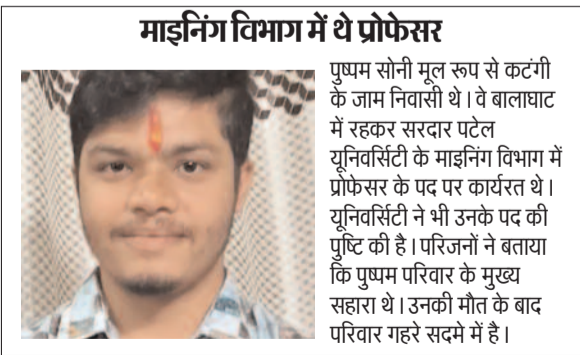 माइनिंग विभाग में थे प्रोफेसर
पुष्पम सोनी मूल रूप से कटंगी
के जाम निवासी थे। वे बालाघाट
में रहकर सरदार पटेल
यूनिवर्सिटी के माइनिंग विभाग में
प्रोफेसर के पद पर कार्यरत थे।
यूनिवर्सिटी ने भी उनके पद की
पुष्टि की है। परिजनों ने बताया
कि पुष्पम परिवार के मुख्य
सहारा थे। उनकी मौत के बाद
परिवार गहरे सदमे में है।